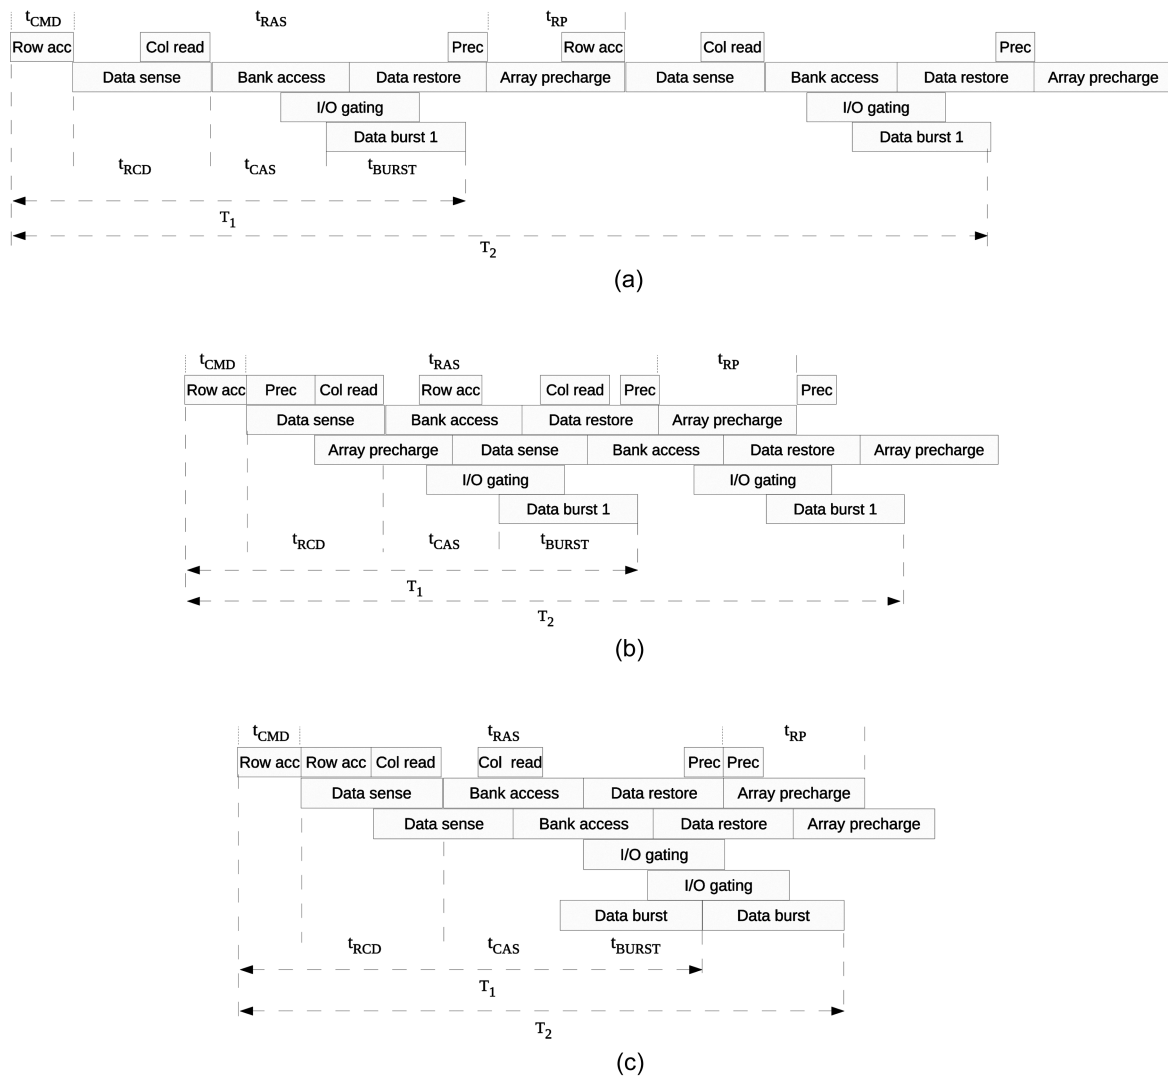 tCMD tRAS tRP
Row acc Col read Prec Row acc Col read Prec
Data sense Bank access Data restore Array precharge Data sense Bank access Data restore Array precharge
I/O gating I/O gating
Data burst 1 Data burst 1
tRCD tCAS tBURST
T1
T2
(a)
tCMD tRAS tRP
Row acc Prec Col read Row acc Col read Prec Prec
Data sense Bank access Data restore Array precharge
Array precharge Data sense Bank access Data restore Array precharge
I/O gating I/O gating
Data burst 1 Data burst 1
tRCD tCAS tBURST
T1
T2
(b)
tCMD tRAS tRP
Row acc Row acc Col read Col read Prec Prec
Data sense Bank access Data restore Array precharge
Data sense Bank access Data restore Array precharge
I/O gating
I/O gating
Data burst Data burst
tRCD tCAS tBURST
T1
T2
(c)